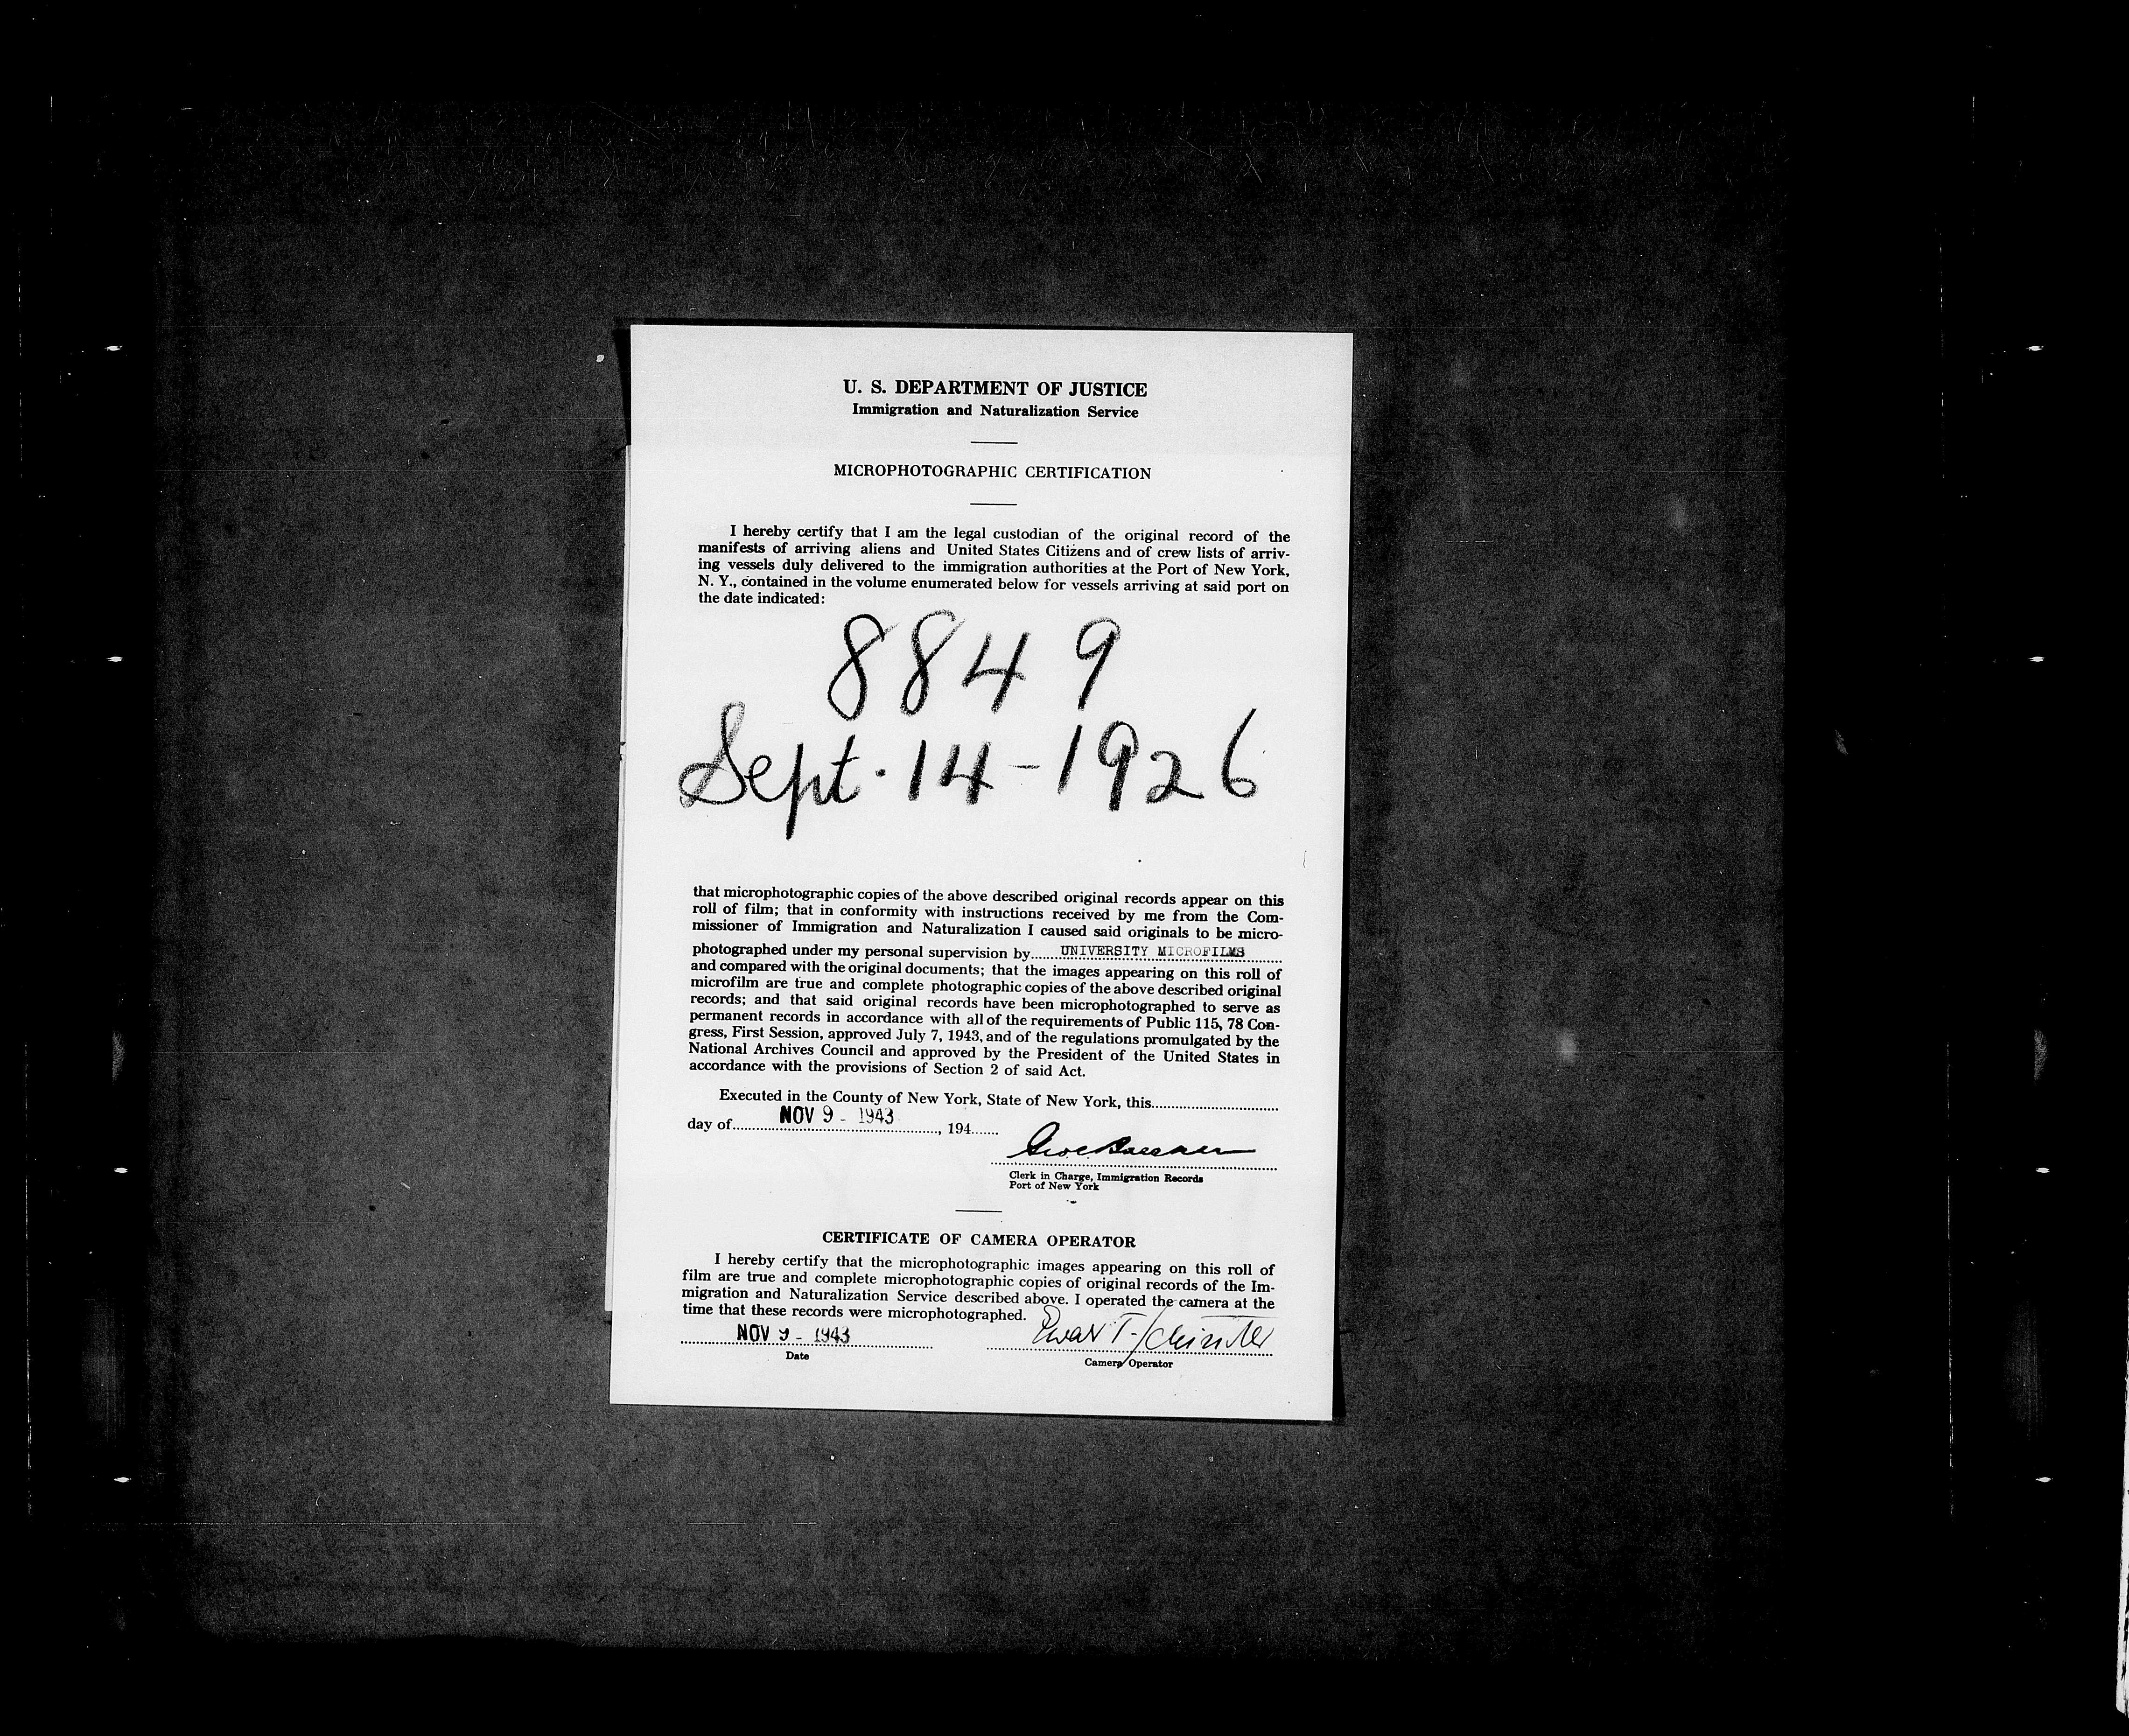 U. S. DEPARTMENT OF JUSTICE
Immigration and Naturalization Service
MICROPHOTOGRAPHIC CERTIFICATION
I hereby certify that I am the legal custodian of the original record of the
manifests of arriving aliens and United States Citizens and of crew lists of arriv-
ing vessels duly delivered to the immigration authorities at the Port of New York,
N. Y., contained in the volume enumerated below for vessels arriving at said port on
the date indicated:
8849
Sept. 14 - 1926
that microphotographic copies of the above described original records appear on this
roll of film; that in conformity with instructions received by me from the Com-
missioner of Immigration and Naturalization I caused said originals to be micro-
photographed under my personal supervision by UNIVERSITY MICROFILMS
and compared with the original documents; that the images appearing on this roll of
microfilm are true and complete photographic copies of the above described original
records; and that said original records have been microphotographed to serve as
permanent records in accordance with all of the requirements of Public 115, 78 Con-
gress, First Session, approved July 7, 1943, and of the regulations promulgated by the
National Archives Council and approved by the President of the United States in
accordance with the provisions of Section 2 of said Act.
Executed in the County of New York, State of New York, this
day of NOV 9 - 1943, 194
Clerk in Charge, Immigration Records
Port of New York
CERTIFICATE OF CAMERA OPERATOR
I hereby certify that the microphotographic images appearing on this roll of
film are true and complete microphotographic copies of original records of the Im-
migration and Naturalization Service described above. I operated the camera at the
time that these records were microphotographed.
NOV 9 - 1943
Date
Camera Operator